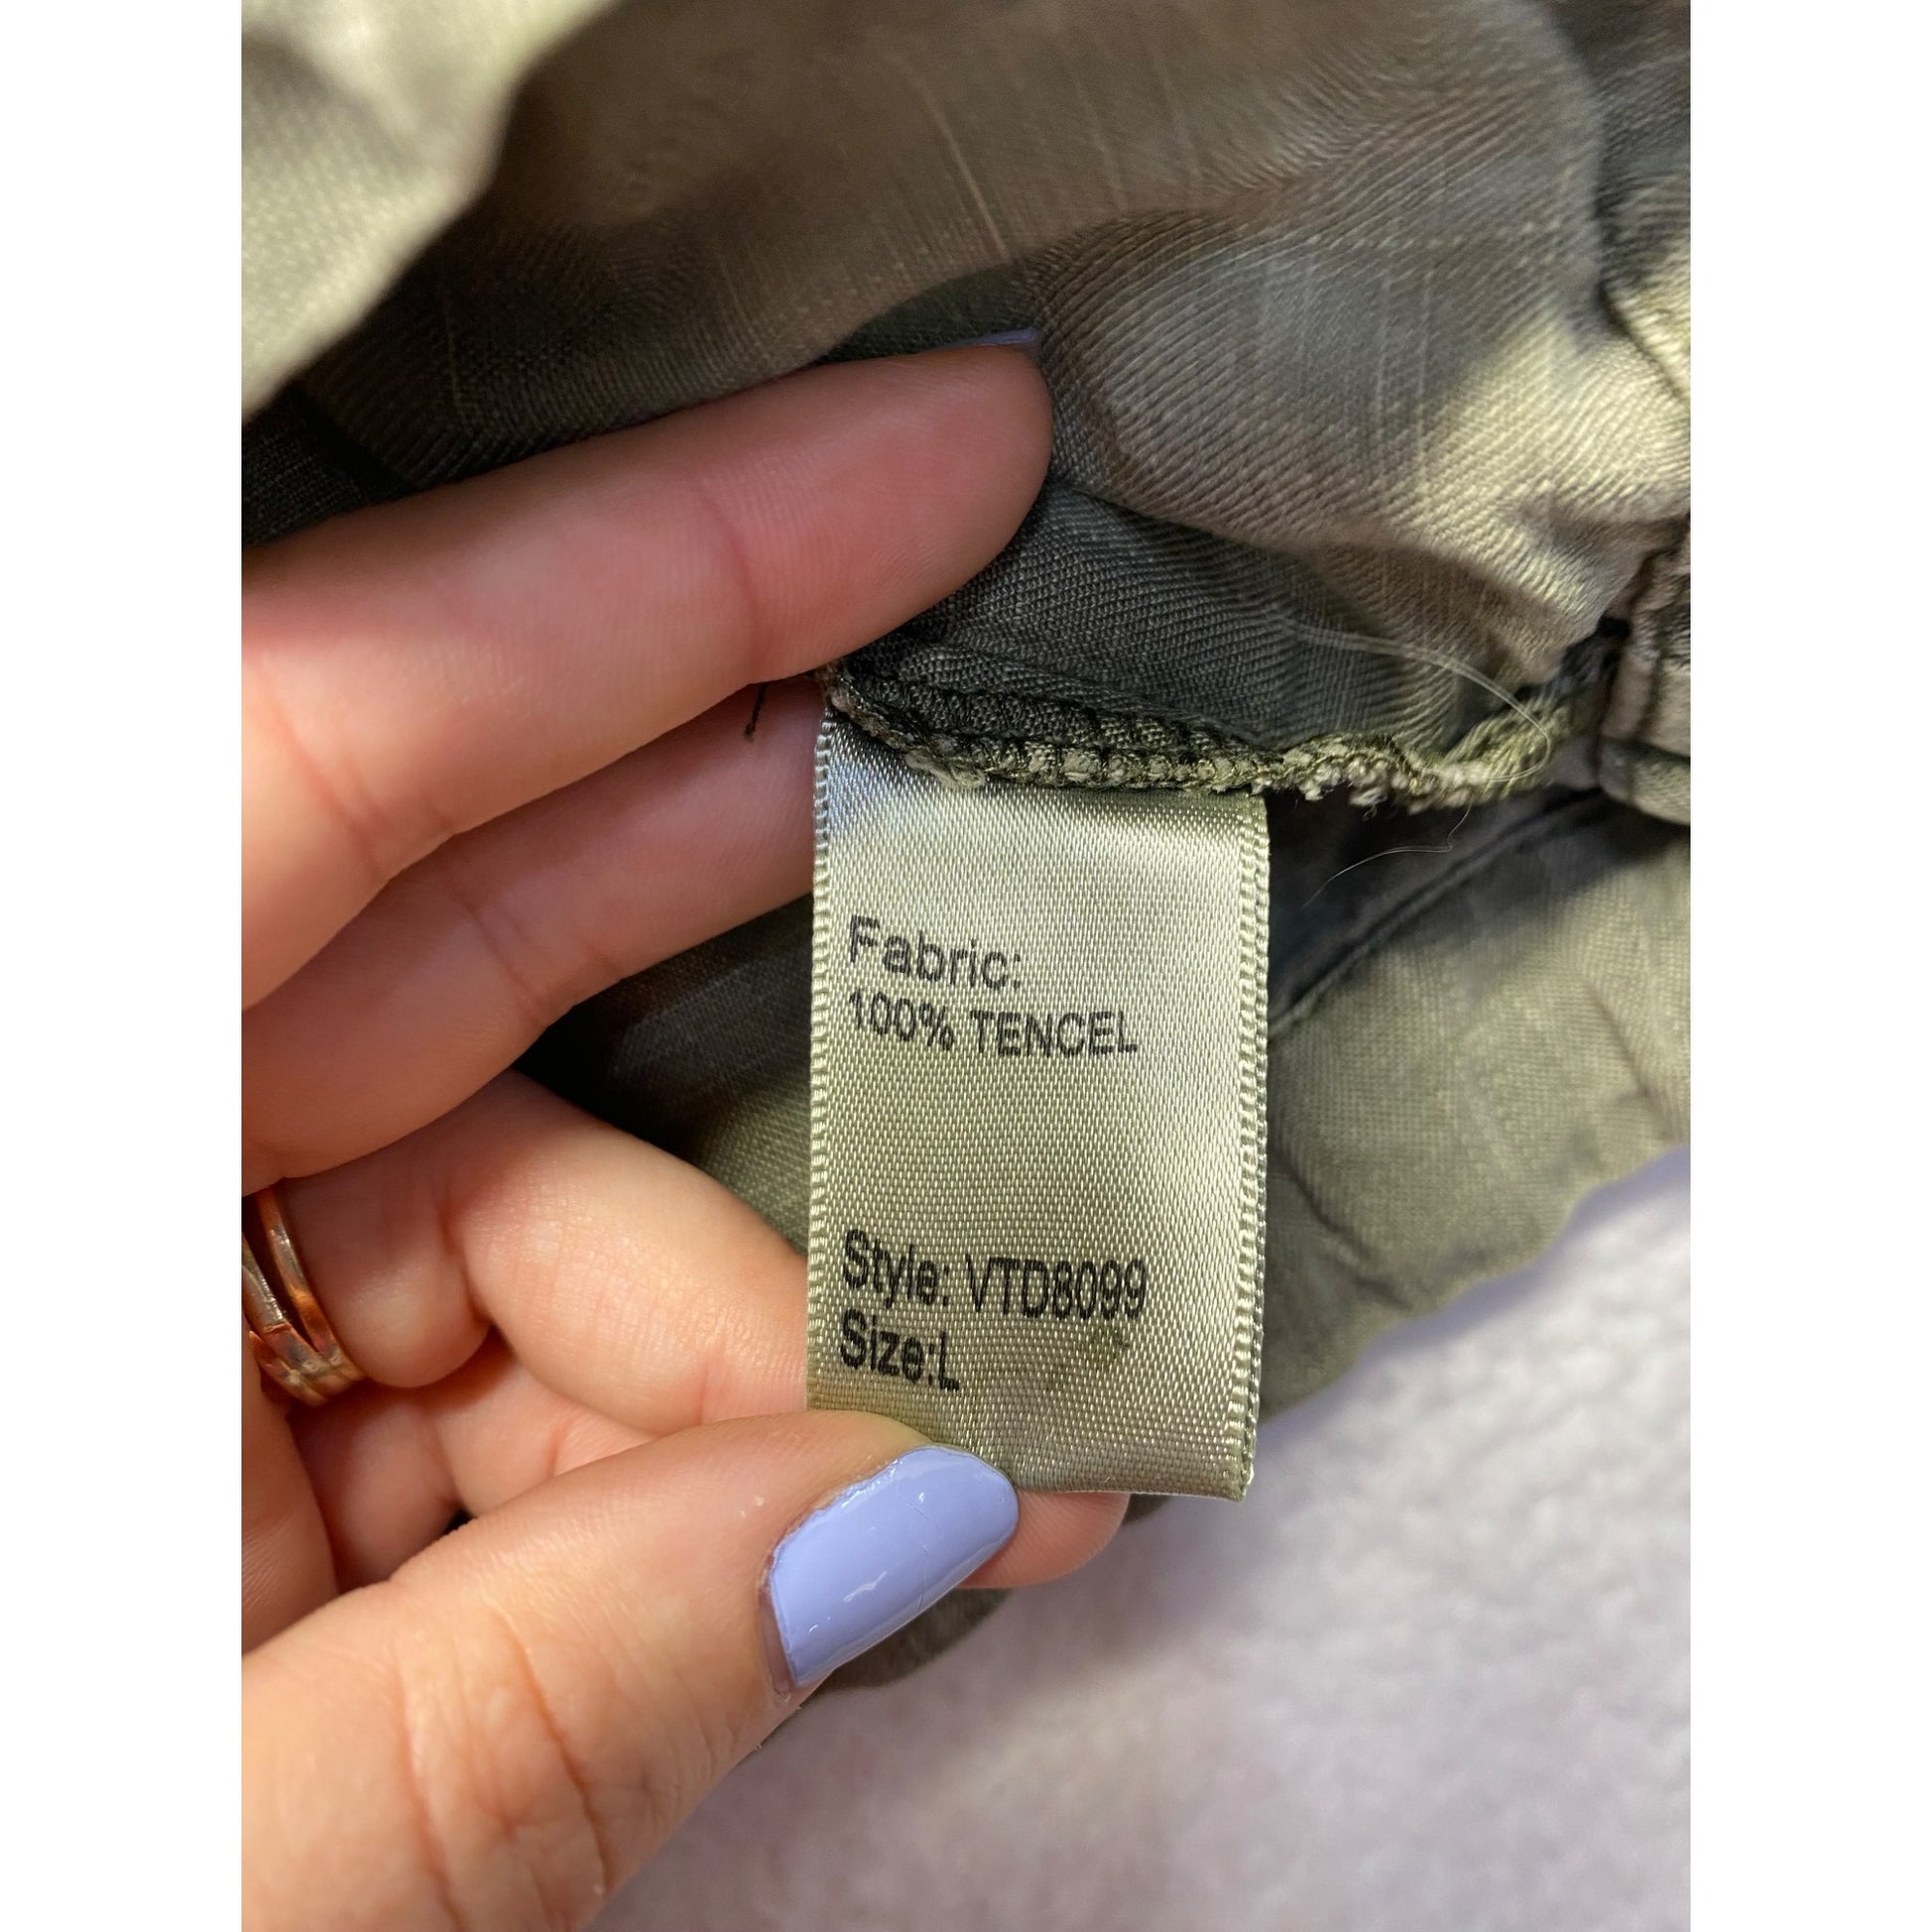 Fabric:
100% TENCEL
Style: VTD8099
Size:L